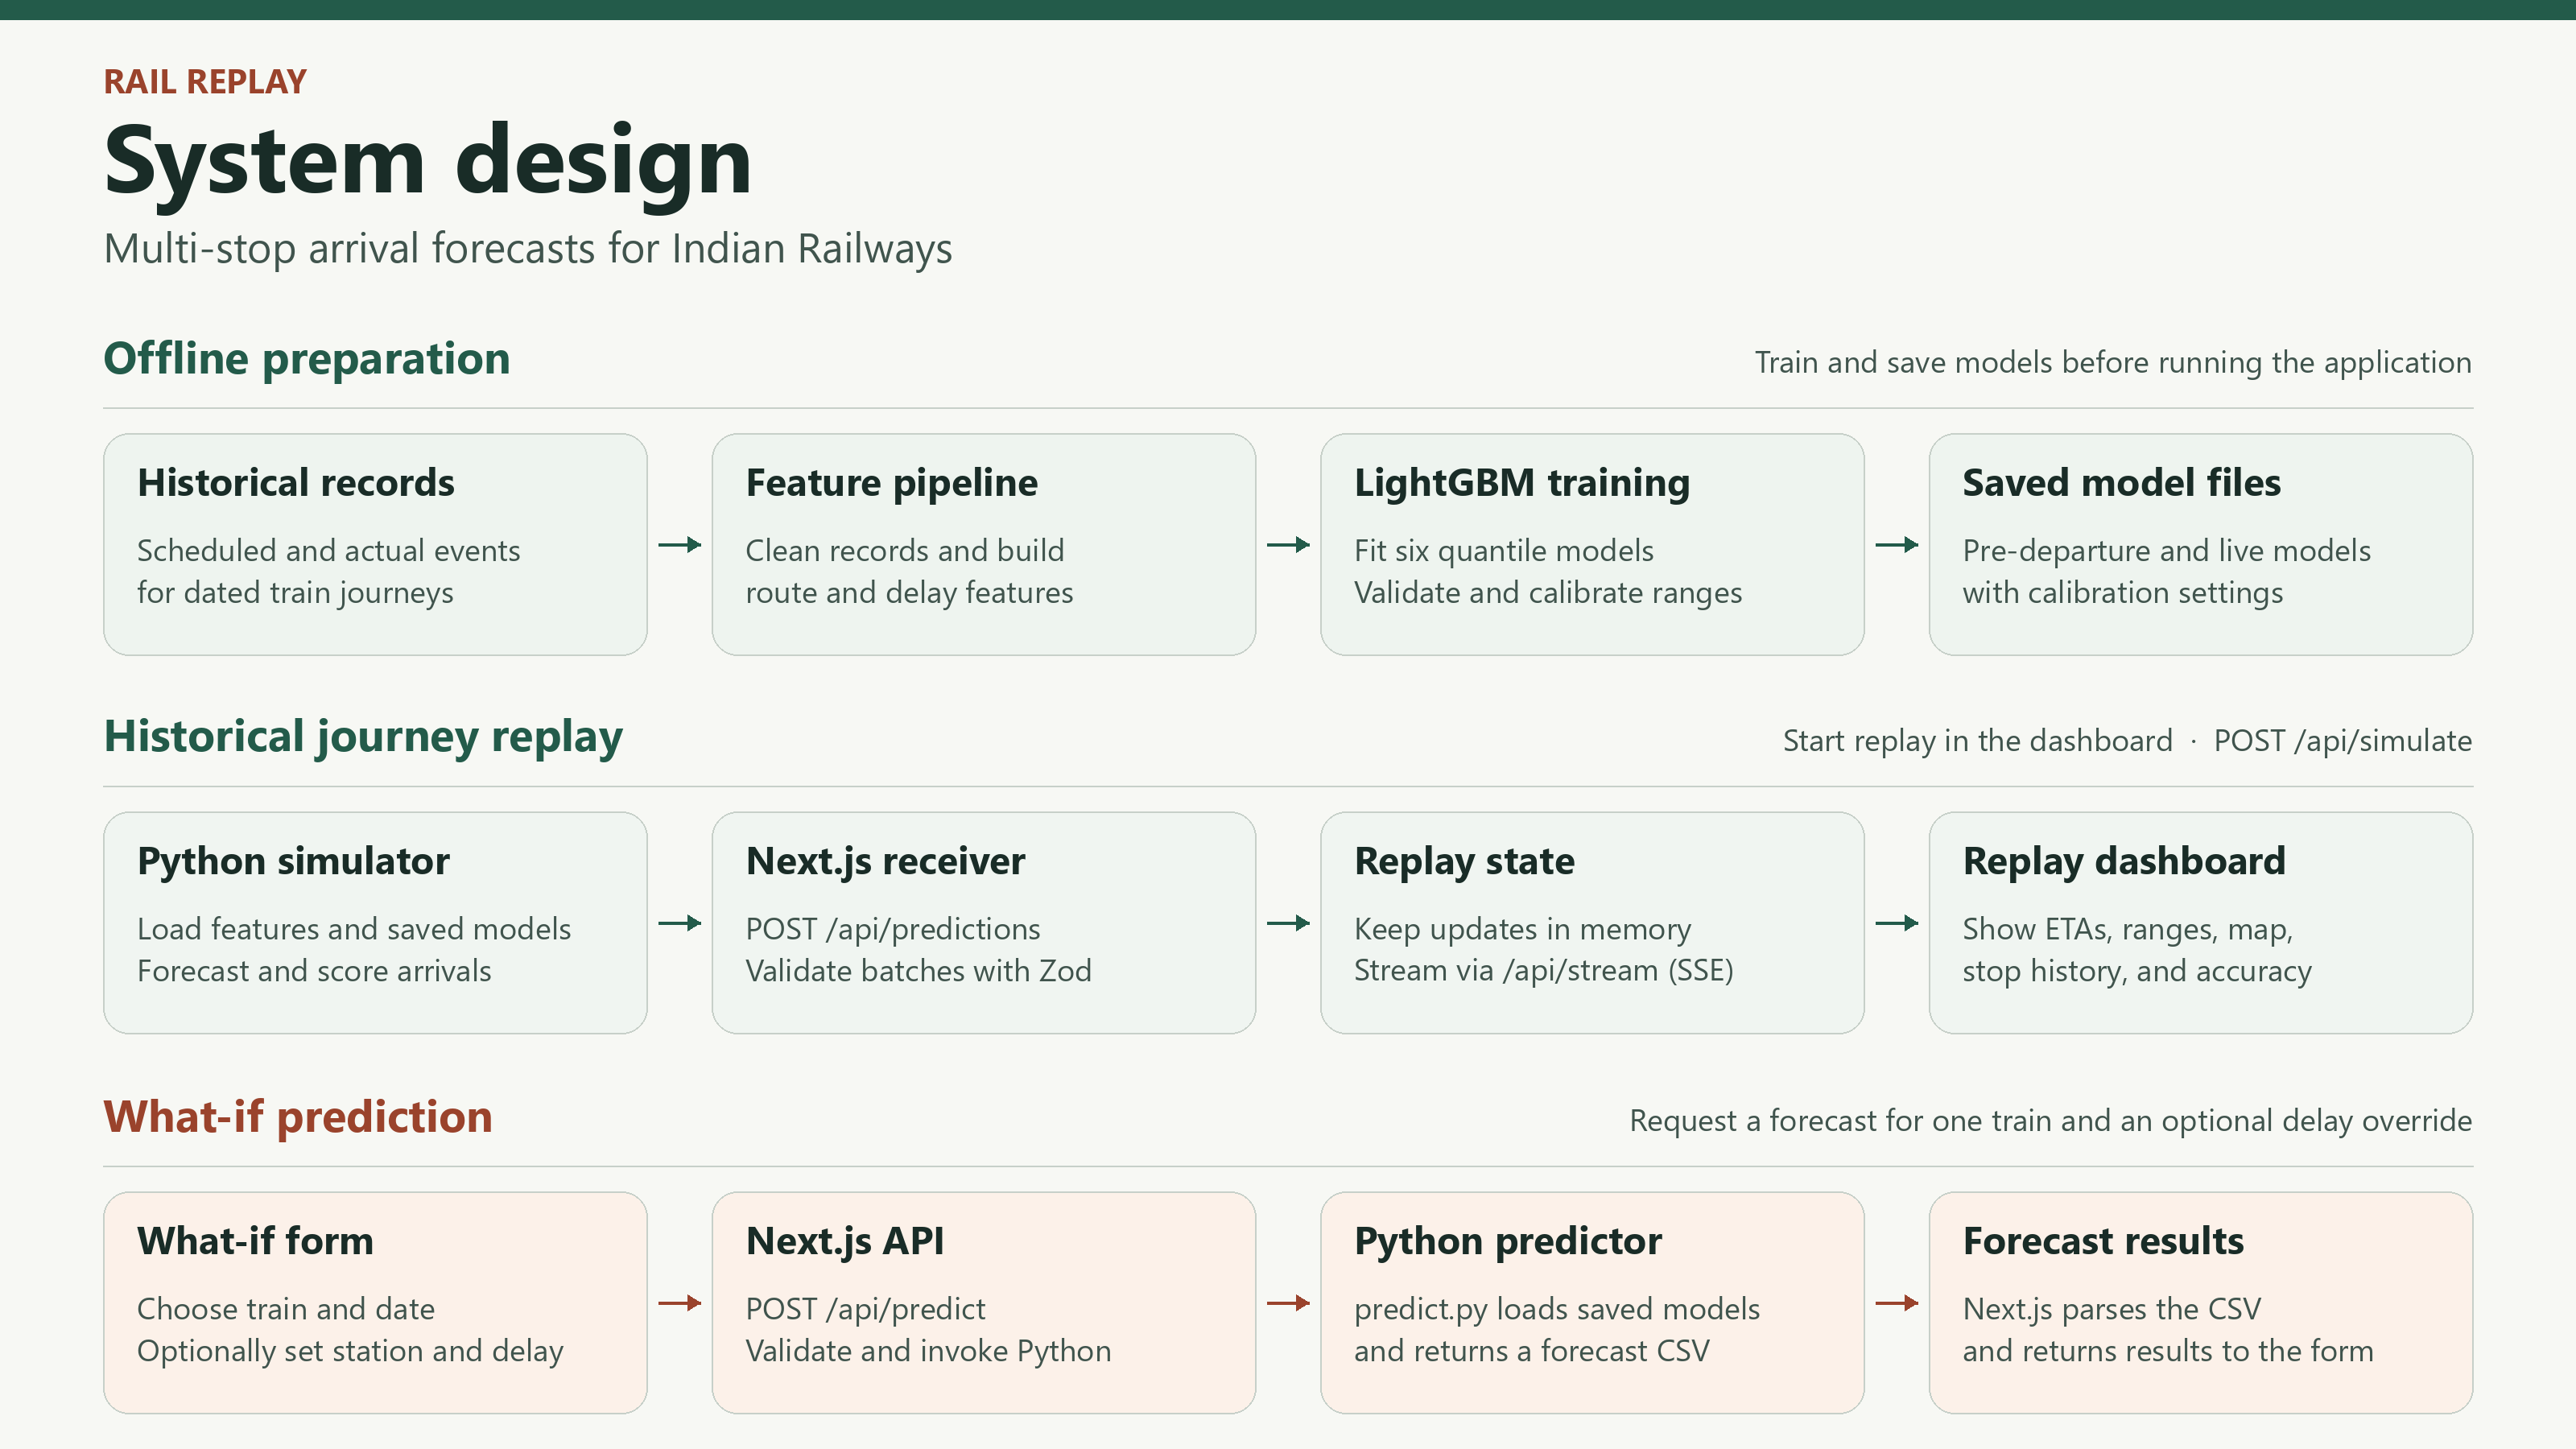 RAIL REPLAY
System design
Multi-stop arrival forecasts for Indian Railways
Offline preparation
Train and save models before running the application
Historical records
Scheduled and actual events
for dated train journeys
Feature pipeline
Clean records and build
route and delay features
LightGBM training
Fit six quantile models
Validate and calibrate ranges
Saved model files
Pre-departure and live models
with calibration settings
Historical journey replay
Start replay in the dashboard · POST /api/simulate
Python simulator
Load features and saved models
Forecast and score arrivals
Next.js receiver
POST /api/predictions
Validate batches with Zod
Replay state
Keep updates in memory
Stream via /api/stream (SSE)
Replay dashboard
Show ETAs, ranges, map,
stop history, and accuracy
What-if prediction
Request a forecast for one train and an optional delay override
What-if form
Choose train and date
Optionally set station and delay
Next.js API
POST /api/predict
Validate and invoke Python
Python predictor
predict.py loads saved models
and returns a forecast CSV
Forecast results
Next.js parses the CSV
and returns results to the form